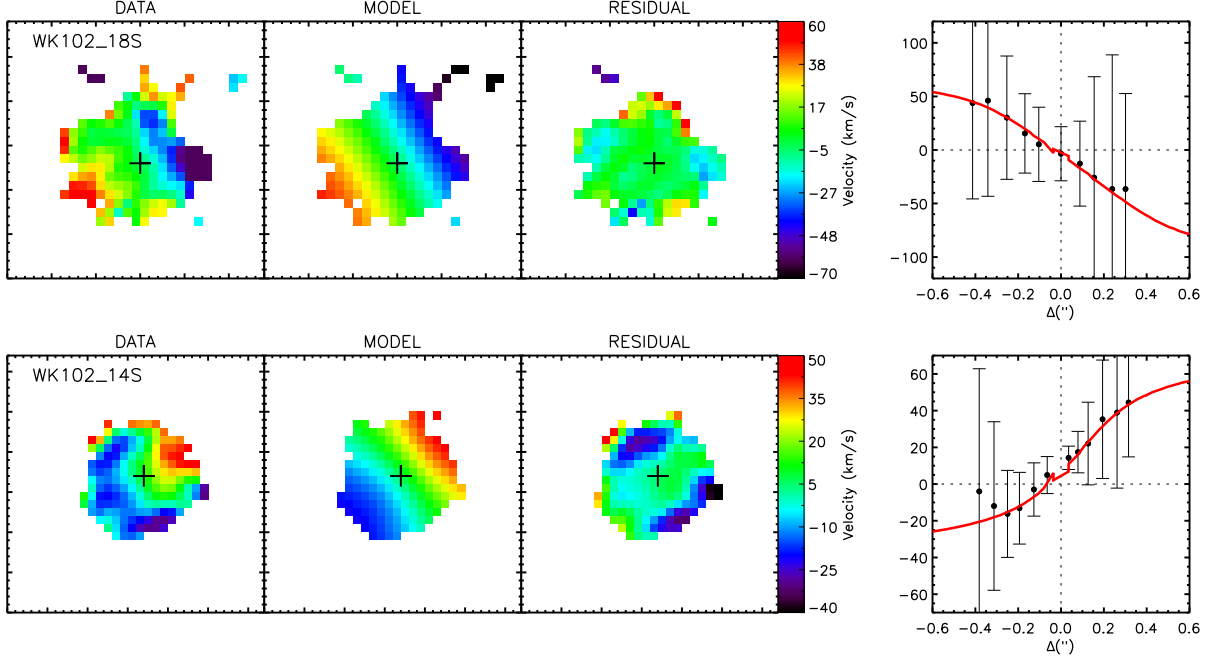 DATA MODEL RESIDUAL
WK102_18S
60
38
17
−5
−27
−48
−70
Velocity (km/s)
100
50
0
−50
−100
−0.6 −0.4 −0.2 0.0 0.2 0.4 0.6
Δ('')
DATA MODEL RESIDUAL
WK102_14S
50
35
20
5
−10
−25
−40
Velocity (km/s)
60
40
20
0
−20
−40
−60
−0.6 −0.4 −0.2 0.0 0.2 0.4 0.6
Δ('')